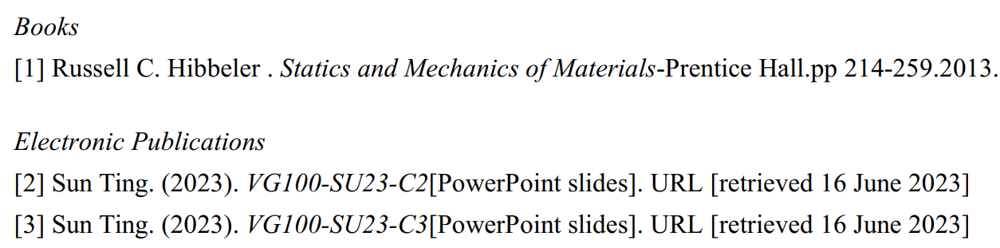 Books
[1] Russell C. Hibbeler . Statics and Mechanics of Materials-Prentice Hall.pp 214-259.2013.
Electronic Publications
[2] Sun Ting. (2023). VG100-SU23-C2[PowerPoint slides]. URL [retrieved 16 June 2023]
[3] Sun Ting. (2023). VG100-SU23-C3[PowerPoint slides]. URL [retrieved 16 June 2023]